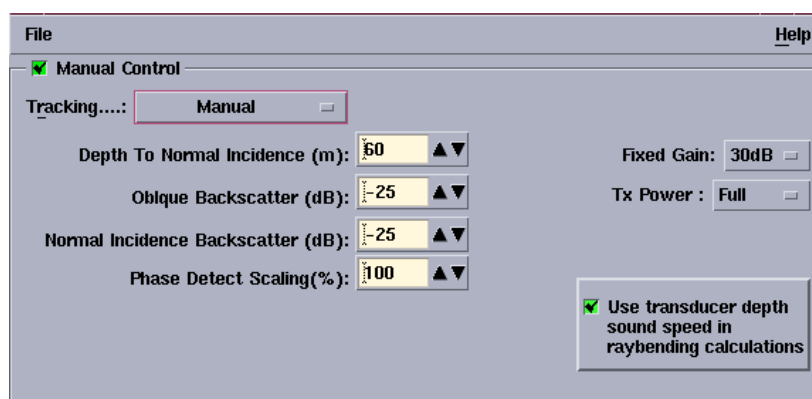 File Help
Manual Control
Tracking....: Manual
Depth To Normal Incidence (m): 60
Fixed Gain: 30dB
Oblque Backscatter (dB): -25
Tx Power : Full
Normal Incidence Backscatter (dB): -25
Phase Detect Scaling(%): 100
Use transducer depth
sound speed in
raybending calculations